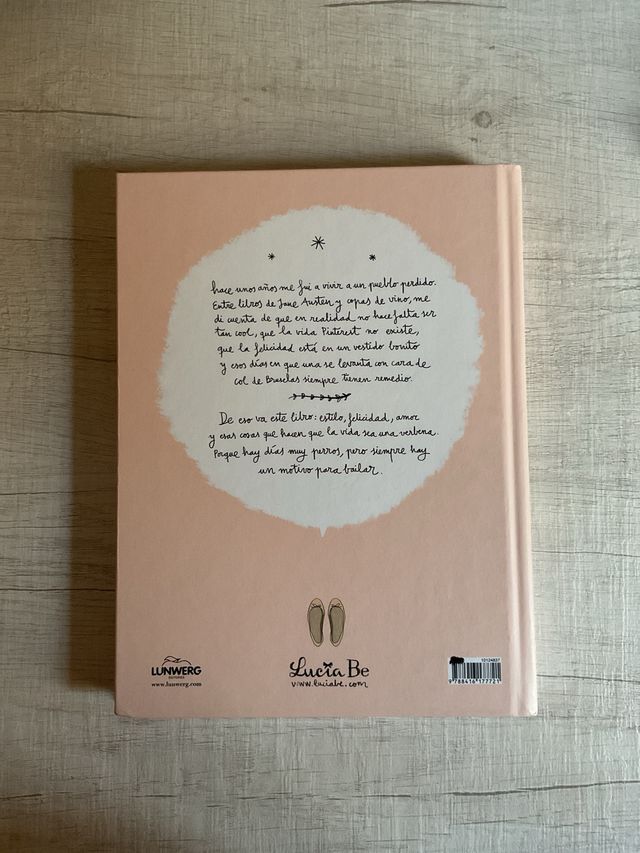 hace unos años me fui a vivir a un pueblo perdido.
Entre libros de Jane Austen y copas de vino, me
di cuenta de que en realidad no hace falta ser
tan cool, que la vida Pinterest no existe,
que la felicidad está en un vestido bonito
y esos días en que una se levanta con cara de
col de Bruselas siempre tienen remedio.
De eso va este libro: estilo, felicidad, amor
y esas cosas que hacen que la vida sea una verbena.
Porque hay días muy perros, pero siempre hay
un motivo para bailar.
LUNWERG
EDITORES
www.lunwerg.com
Lucía Be
www.luciabe.com
10124837
9788416177721